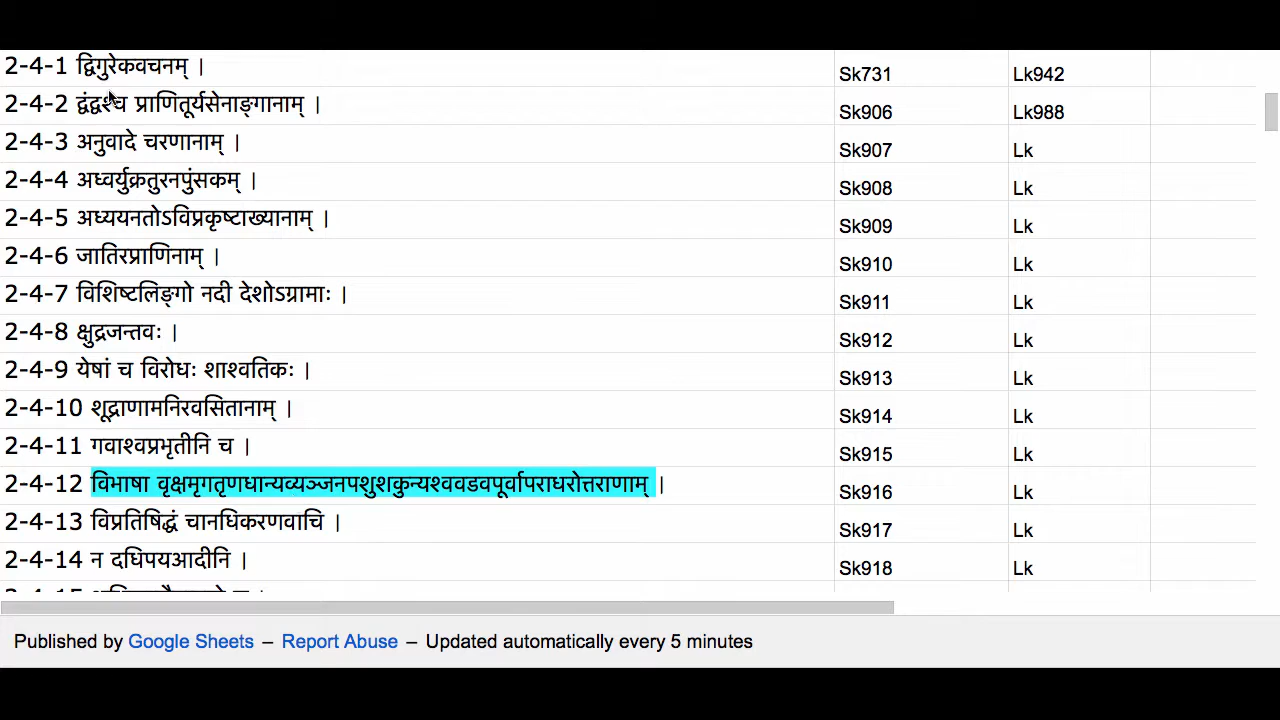 2-4-1 द्विगुरेकवचनम् । Sk731 Lk942
2-4-2 द्वंद्वश्च प्राणितूर्यसेनाङ्गानाम् । Sk906 Lk988
2-4-3 अनुवादे चरणानाम् । Sk907 Lk
2-4-4 अध्वर्युक्रतुरनपुंसकम् । Sk908 Lk
2-4-5 अध्ययनतोऽविप्रकृष्टाख्यानाम् । Sk909 Lk
2-4-6 जातिरप्राणिनाम् । Sk910 Lk
2-4-7 विशिष्टलिङ्गो नदी देशोऽग्रामाः । Sk911 Lk
2-4-8 क्षुद्रजन्तवः । Sk912 Lk
2-4-9 येषां च विरोधः शाश्वतिकः । Sk913 Lk
2-4-10 शूद्राणामनिरवसितानाम् । Sk914 Lk
2-4-11 गवाश्वप्रभृतीनि च । Sk915 Lk
2-4-12 विभाषा वृक्षमृगतृणधान्यव्यञ्जनपशुशकुन्यश्ववडवपूर्वापराधरोत्तराणाम् । Sk916 Lk
2-4-13 विप्रतिषिद्धं चानधिकरणवाचि । Sk917 Lk
2-4-14 न दधिपयआदीनि । Sk918 Lk
Published by Google Sheets – Report Abuse – Updated automatically every 5 minutes